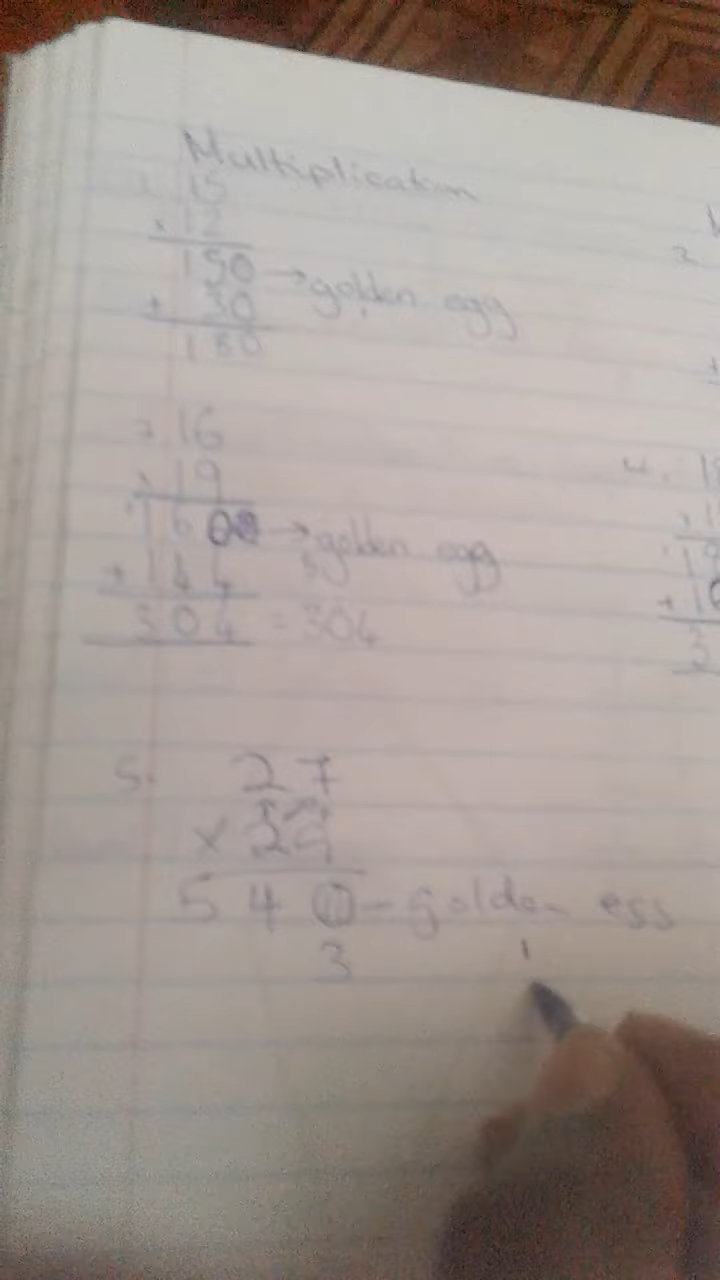 Multiplication
1. 15
× 12
150 → golden egg
+ 30
180
16
× 19
160 → golden egg
+ 144
304 = 304
5. 27
× 29
540 – golden egg
3
4.
2